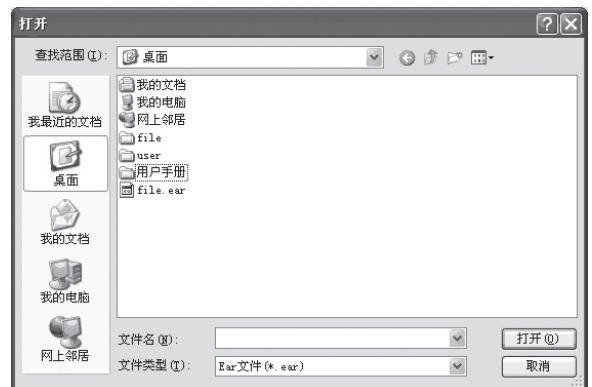 打开
查找范围(I):
桌面
我最近的文档
桌面
我的文档
我的电脑
网上邻居
我的文档
我的电脑
网上邻居
file
user
用户手册
file.ear
文件名(N):
打开(O)
文件类型(T):
Ear文件(*.ear)
取消